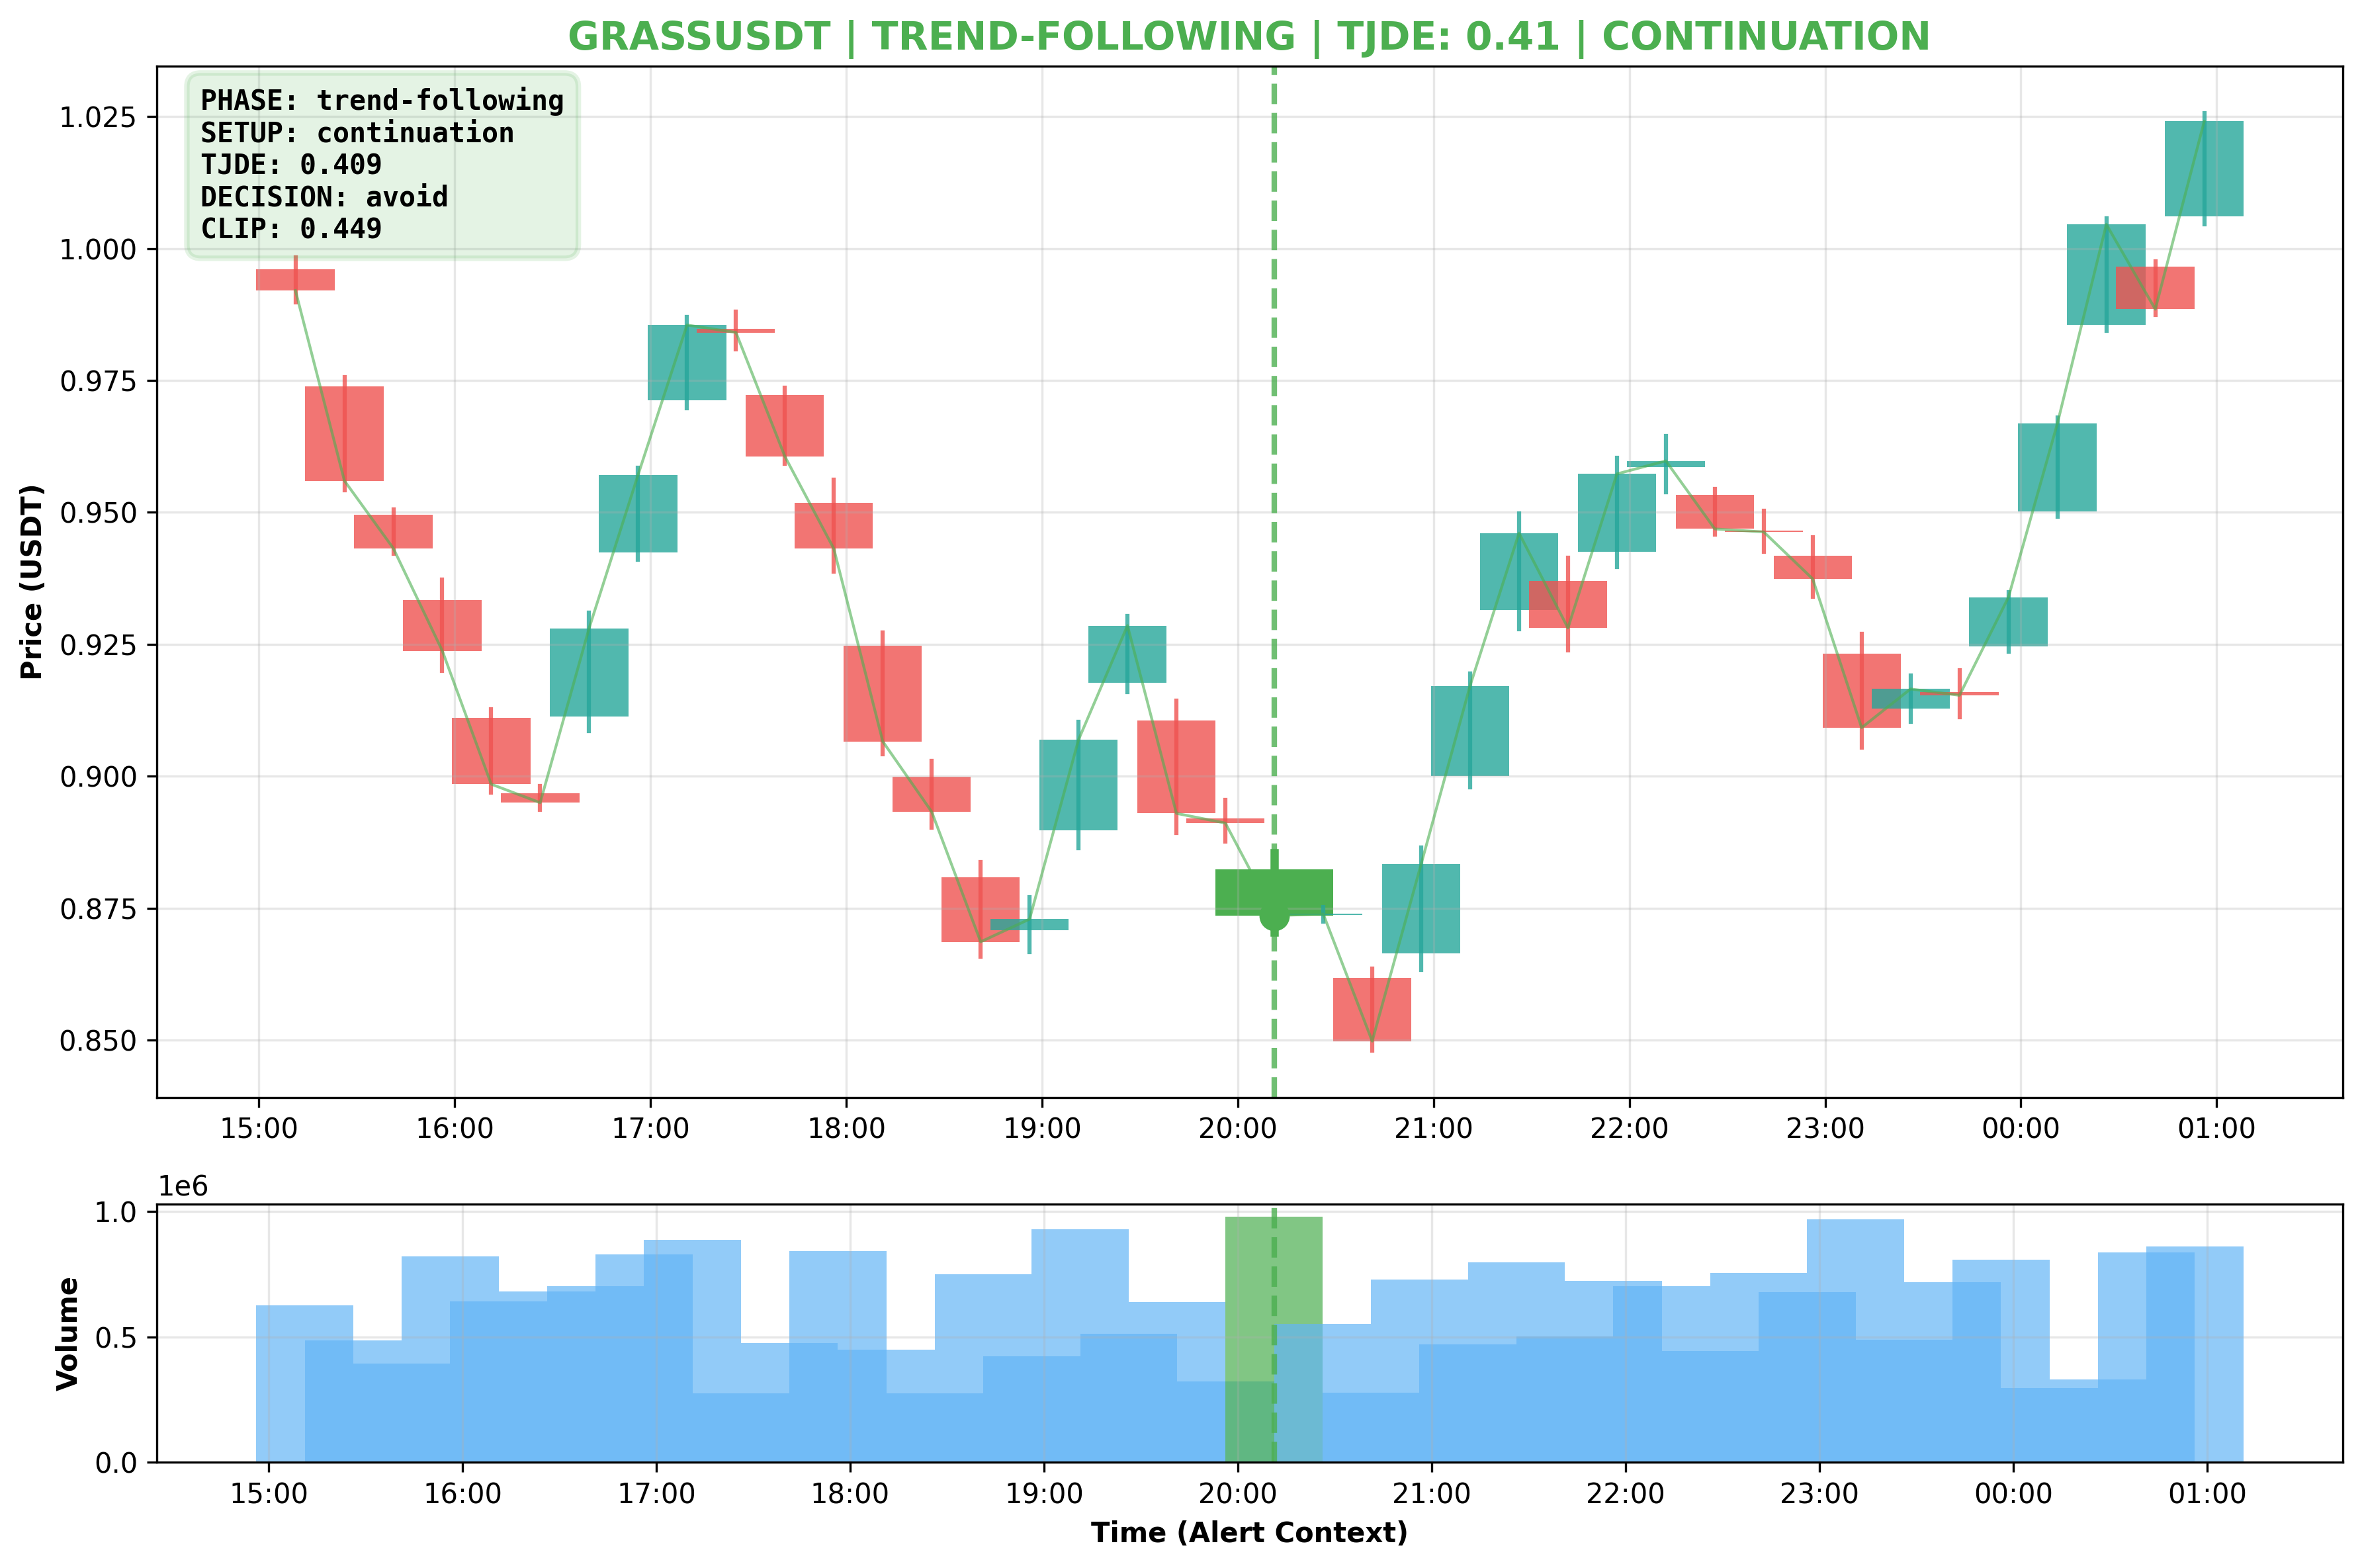 GRASSUSDT | TREND-FOLLOWING | TJDE: 0.41 | CONTINUATION
PHASE: trend-following
SETUP: continuation
TJDE: 0.409
DECISION: avoid
CLIP: 0.449
Price (USDT)
1.025
1.000
0.975
0.950
0.925
0.900
0.875
0.850
15:00 16:00 17:00 18:00 19:00 20:00 21:00 22:00 23:00 00:00 01:00
1e6
Volume
1.0
0.5
0.0
15:00 16:00 17:00 18:00 19:00 20:00 21:00 22:00 23:00 00:00 01:00
Time (Alert Context)